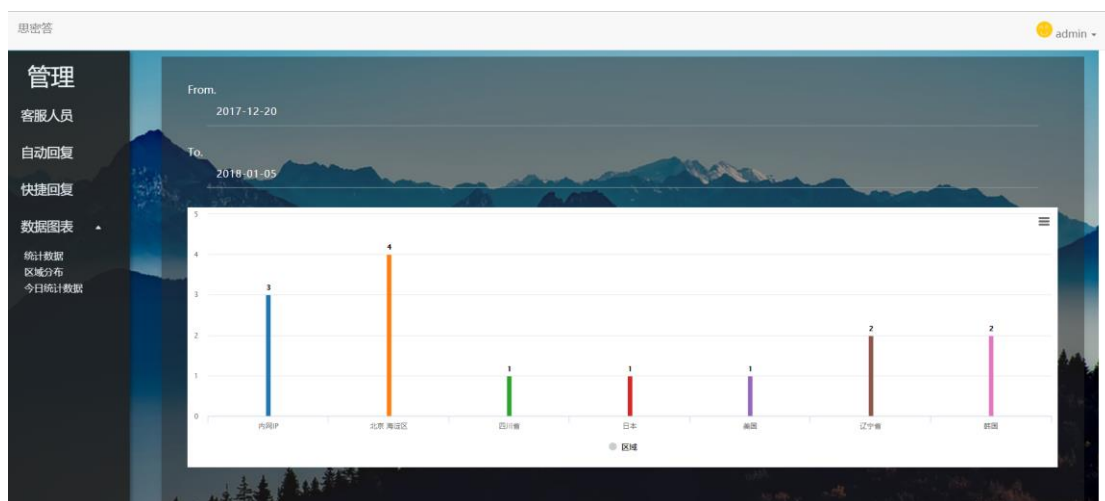 思密答
admin
管理
客服人员
自动回复
快捷回复
数据图表
统计数据
区域分布
今日统计数据
From.
2017-12-20
To.
2018-01-05
5
4
3
2
1
0
3
4
1
1
1
2
2
内网IP
北京 海淀区
四川省
日本
美国
辽宁省
韩国
区域